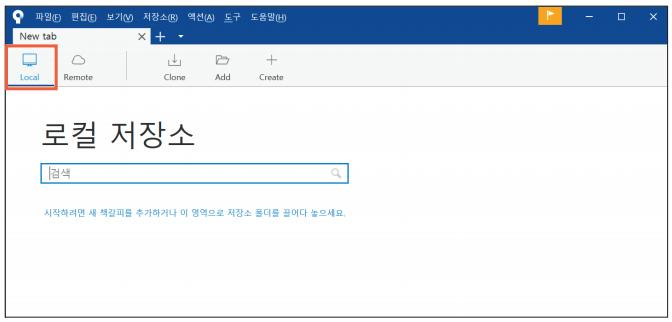 파일(F) 편집(E) 보기(V) 저장소(R) 액션(A) 도구 도움말(H)
New tab
Local Remote Clone Add Create
로컬 저장소
검색
시작하려면 새 책갈피를 추가하거나 이 영역으로 저장소 폴더를 끌어다 놓으세요.